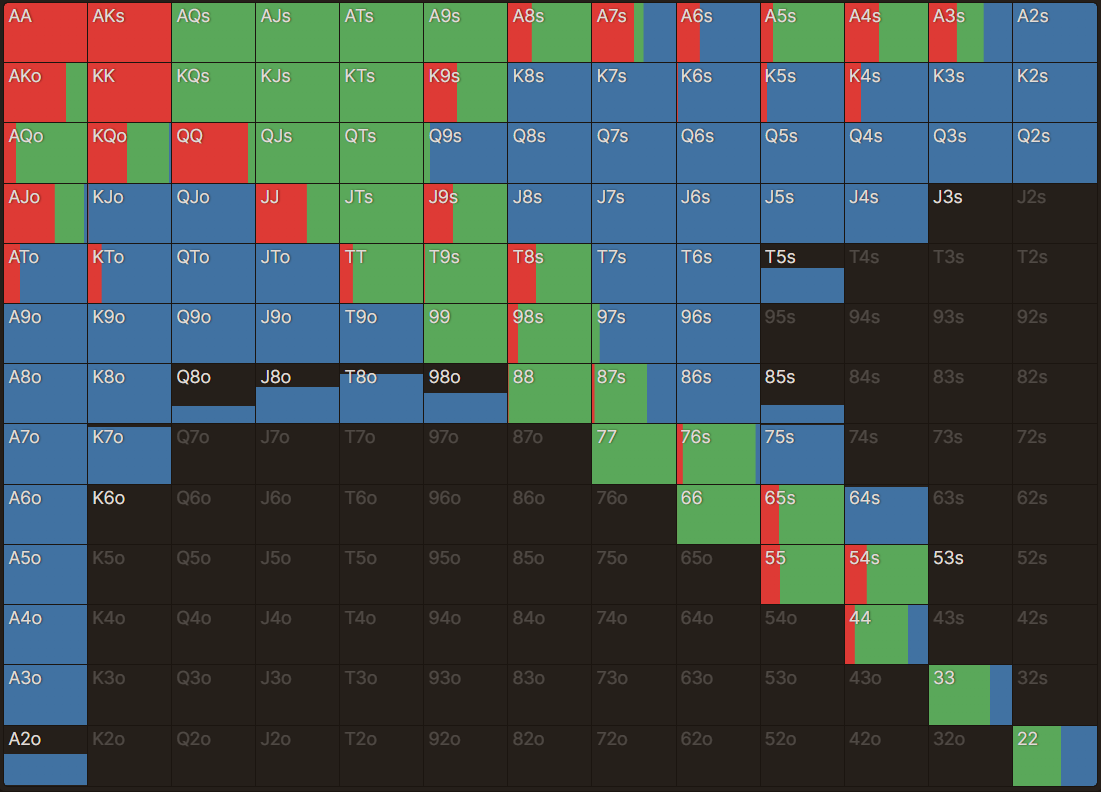 AA AKs AQs AJs ATs A9s A8s A7s A6s A5s A4s A3s A2s
AKo KK KQs KJs KTs K9s K8s K7s K6s K5s K4s K3s K2s
AQo KQo QQ QJs QTs Q9s Q8s Q7s Q6s Q5s Q4s Q3s Q2s
AJo KJo QJo JJ JTs J9s J8s J7s J6s J5s J4s J3s J2s
ATo KTo QTo JTo TT T9s T8s T7s T6s T5s T4s T3s T2s
A9o K9o Q9o J9o T9o 99 98s 97s 96s 95s 94s 93s 92s
A8o K8o Q8o J8o T8o 98o 88 87s 86s 85s 84s 83s 82s
A7o K7o Q7o J7o T7o 97o 87o 77 76s 75s 74s 73s 72s
A6o K6o Q6o J6o T6o 96o 86o 76o 66 65s 64s 63s 62s
A5o K5o Q5o J5o T5o 95o 85o 75o 65o 55 54s 53s 52s
A4o K4o Q4o J4o T4o 94o 84o 74o 64o 54o 44 43s 42s
A3o K3o Q3o J3o T3o 93o 83o 73o 63o 53o 43o 33 32s
A2o K2o Q2o J2o T2o 92o 82o 72o 62o 52o 42o 32o 22